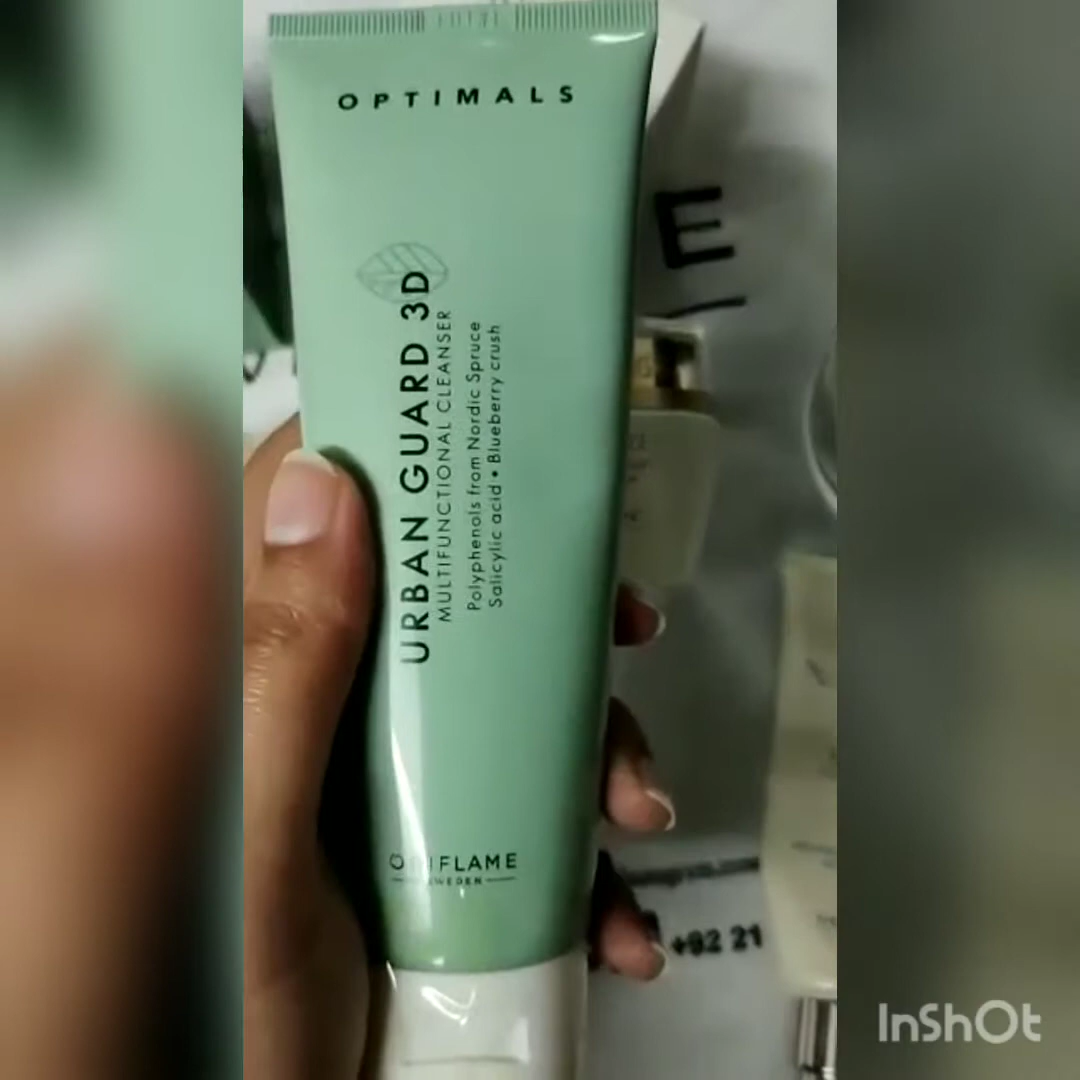 OPTIMALS
URBAN GUARD 3D
MULTIFUNCTIONAL CLEANSER
Polyphenols from Nordic Spruce
Salicylic acid • Blueberry crush
ORIFLAME
SWEDEN
E
+92 21
InShOt